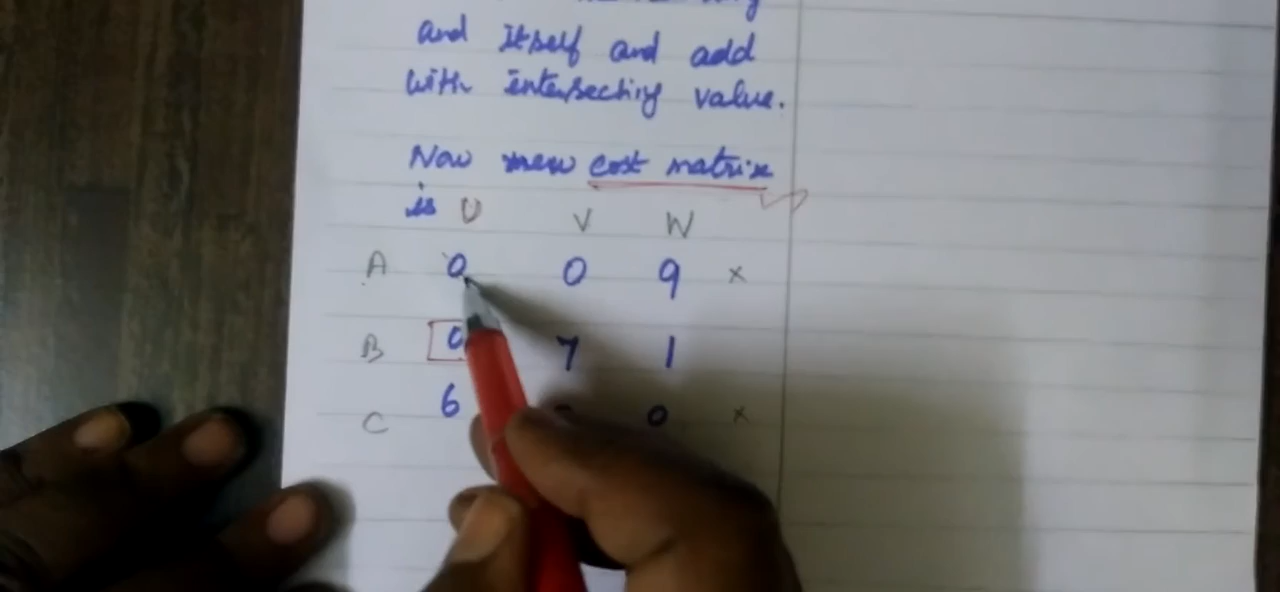 and itself and add
with intersecting value.
Now new cost matrix
is U V W
A 0 0 9 x
B 0 7 1
C 6 0 x